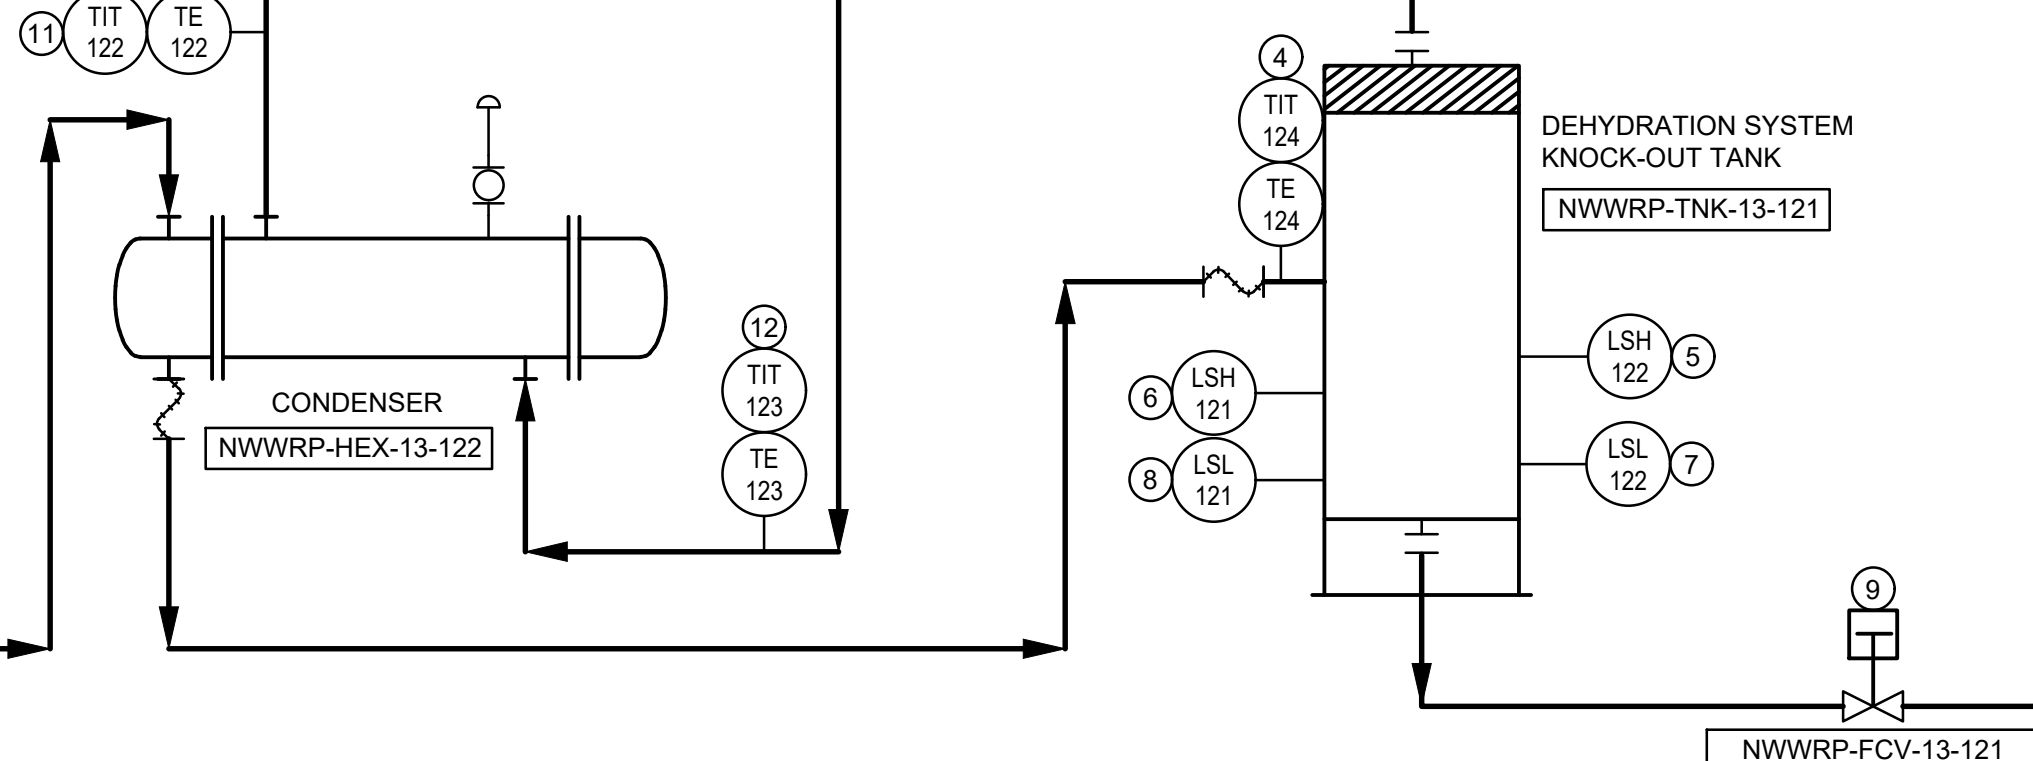 11
TIT
122
TE
122
4
TIT
124
TE
124
DEHYDRATION SYSTEM
KNOCK-OUT TANK
NWWRP-TNK-13-121
12
TIT
123
TE
123
CONDENSER
NWWRP-HEX-13-122
6
LSH
121
8
LSL
121
LSH
122
5
LSL
122
7
9
NWWRP-FCV-13-121